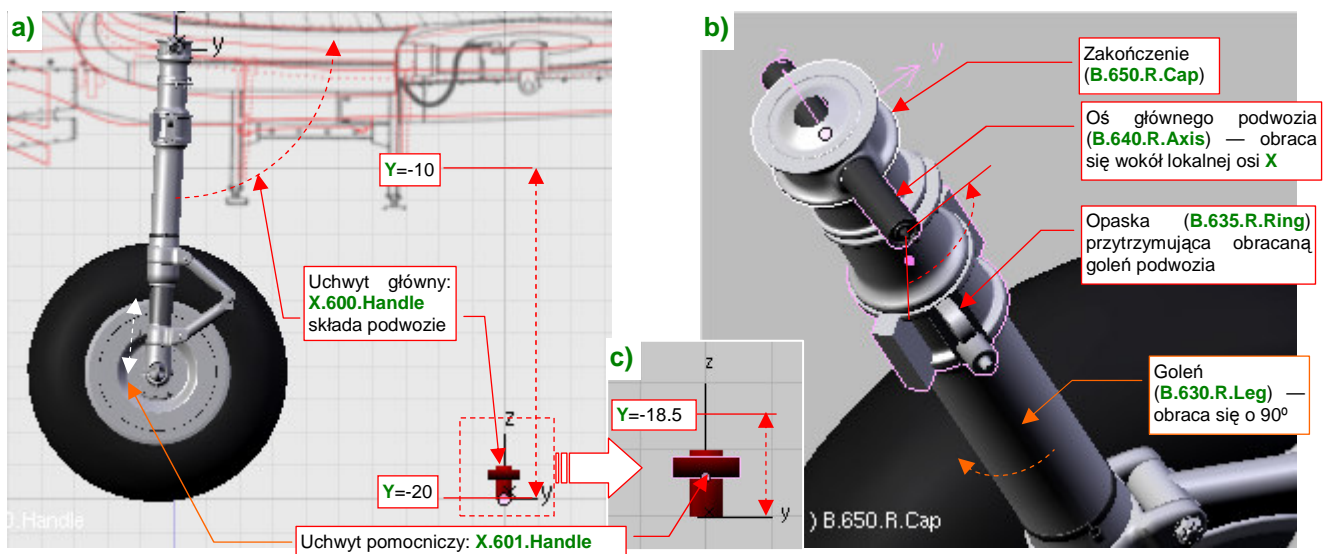 a)
y
Y=-10
Uchwyt główny:
X.600.Handle
składa podwozie
z
Y=-20
y
0.Handle
Uchwyt pomocniczy: X.601.Handle
c)
z
Y=-18.5
y
b)
z
y
Zakończenie
(B.650.R.Cap)
Oś głównego podwozia
(B.640.R.Axis) — obraca
się wokół lokalnej osi X
Opaska (B.635.R.Ring)
przytrzymująca obracaną
goleń podwozia
Goleń
(B.630.R.Leg) —
obraca się o 90º
) B.650.R.Cap